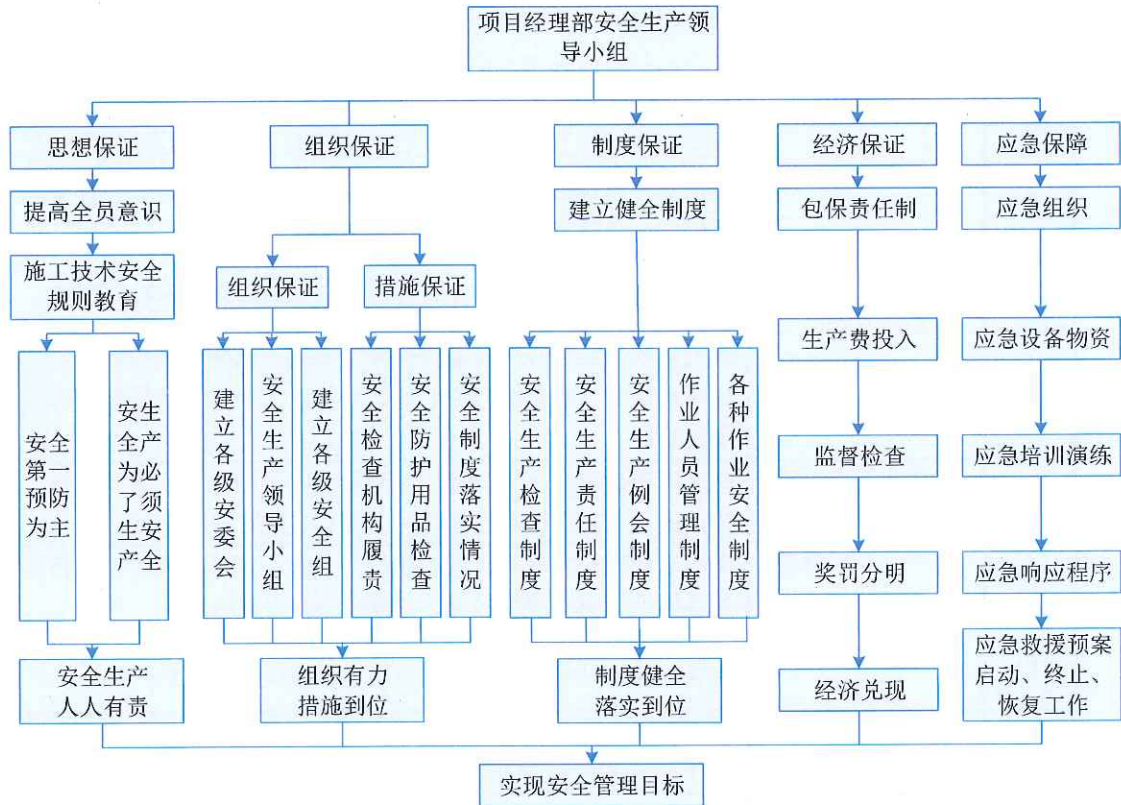 项目经理部安全生产领
导小组
思想保证
组织保证
制度保证
经济保证
应急保障
提高全员意识
建立健全制度
包保责任制
应急组织
施工技术安全
规则教育
组织保证
措施保证
生产费投入
应急设备物资
安全
第一
预防
为主
安生
全产
为必
了须
生安
产全
建立各级安委会
安全生产领导小组
建立各级安全组
安全检查机构履责
安全防护用品检查
安全制度落实情况
安全生产检查制度
安全生产责任制度
安全生产例会制度
作业人员管理制度
各种作业安全制度
监督检查
应急培训演练
奖罚分明
应急响应程序
安全生产
人人有责
组织有力
措施到位
制度健全
落实到位
经济兑现
应急救援预案
启动、终止、
恢复工作
实现安全管理目标